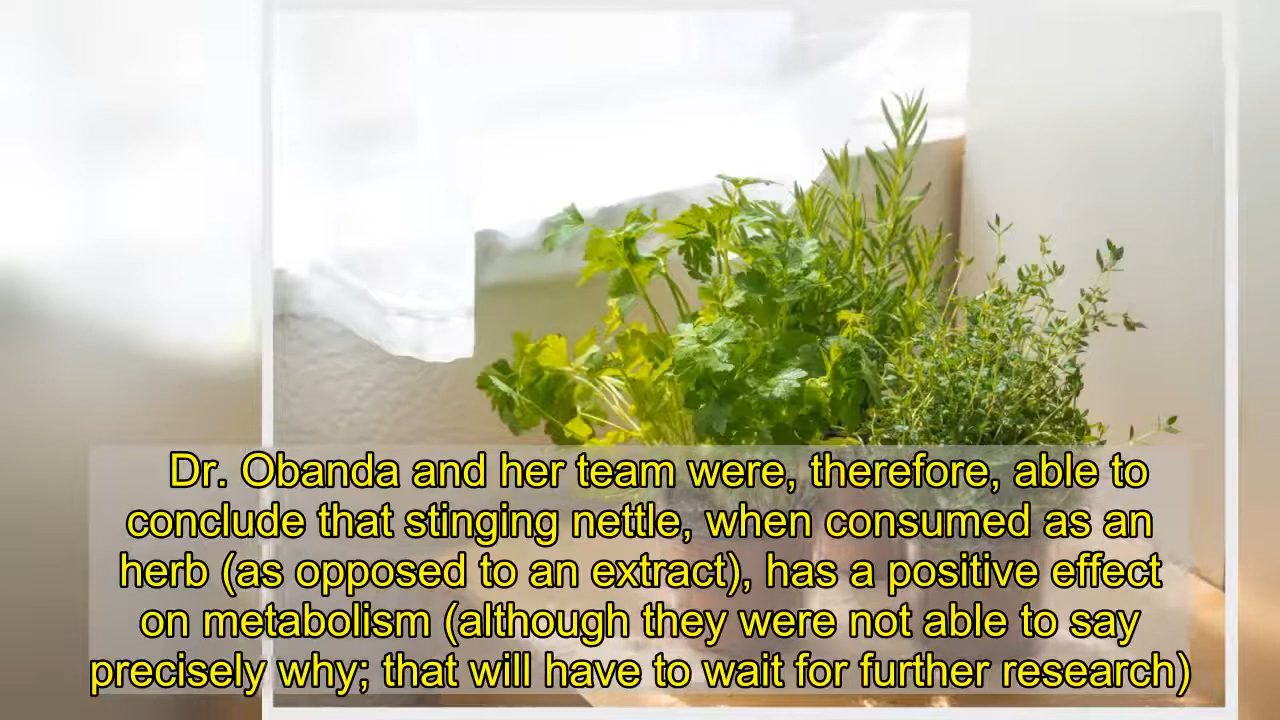 Dr. Obanda and her team were, therefore, able to
conclude that stinging nettle, when consumed as an
herb (as opposed to an extract), has a positive effect
on metabolism (although they were not able to say
precisely why; that will have to wait for further research)